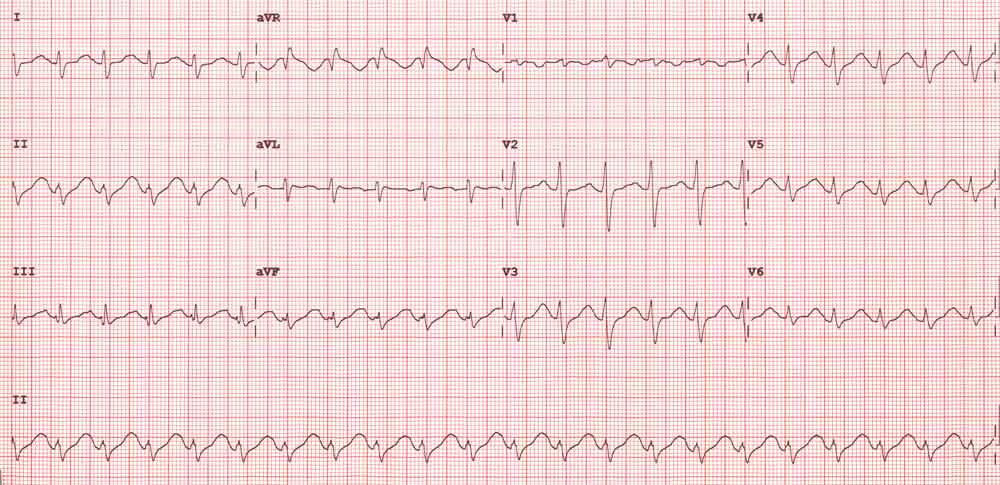 I aVR V1 V4
II aVL V2 V5
III aVF V3 V6
II